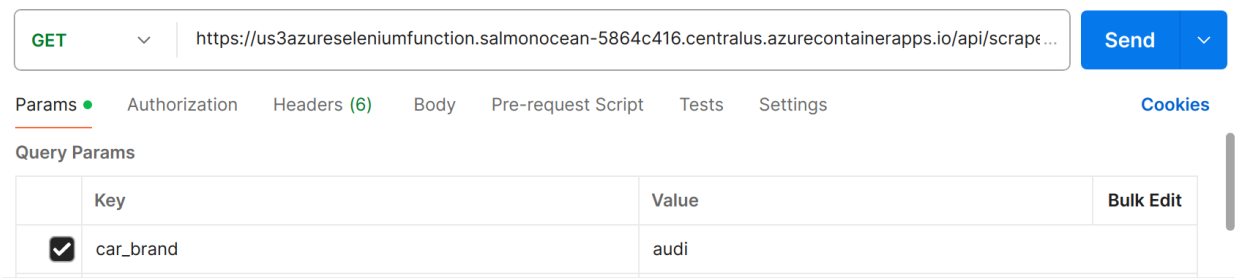 GET https://us3azureseleniumfunction.salmonocean-5864c416.centralus.azurecontainerapps.io/api/scrape... Send
Params Authorization Headers (6) Body Pre-request Script Tests Settings Cookies
Query Params
Key Value Bulk Edit
car_brand audi